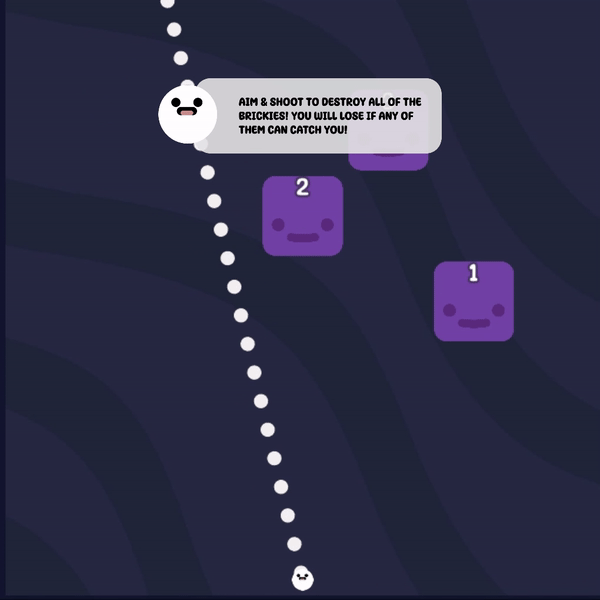 AIM & SHOOT TO DESTROY ALL OF THE
BRICKIES! YOU WILL LOSE IF ANY OF
THEM CAN CATCH YOU!
2
1